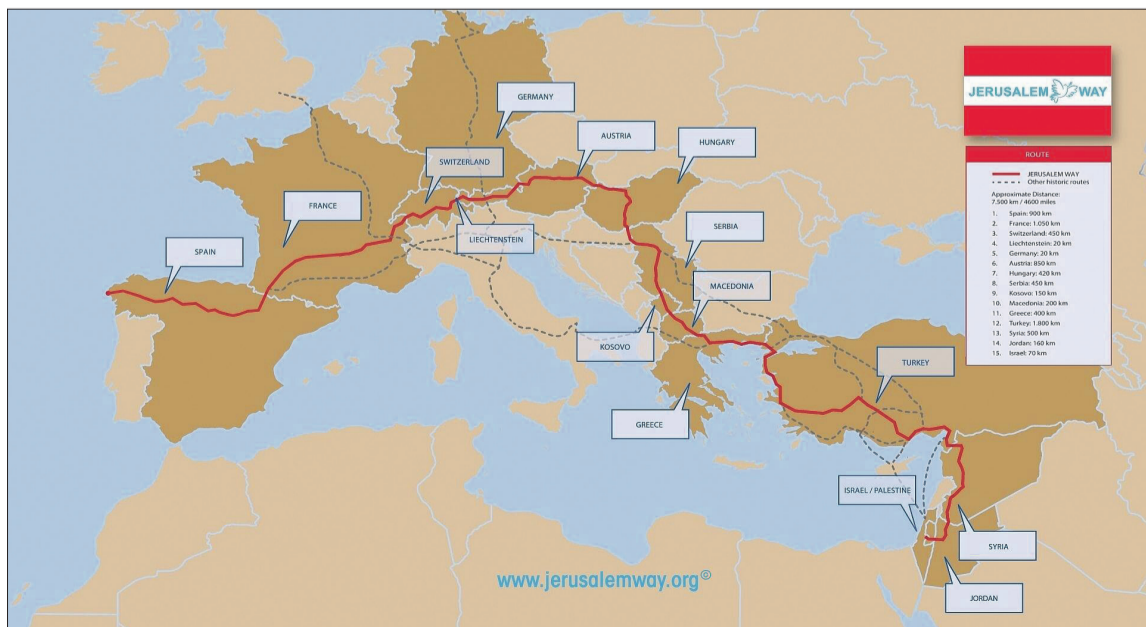 GERMANY
AUSTRIA
HUNGARY
SWITZERLAND
FRANCE
LIECHTENSTEIN
SPAIN
SERBIA
MACEDONIA
KOSOVO
TURKEY
GREECE
ISRAEL / PALESTINE
SYRIA
JORDAN
www.jerusalemway.org©
JERUSALEM WAY
ROUTE
JERUSALEM WAY
Other historic routes
Approximate Distance:
7.500 km / 4600 miles
1. Spain: 900 km
2. France: 1.050 km
3. Switzerland: 450 km
4. Liechtenstein: 20 km
5. Germany: 20 km
6. Austria: 850 km
7. Hungary: 420 km
8. Serbia: 450 km
9. Kosovo: 150 km
10. Macedonia: 200 km
11. Greece: 400 km
12. Turkey: 1.800 km
13. Syria: 500 km
14. Jordan: 160 km
15. Israel: 70 km